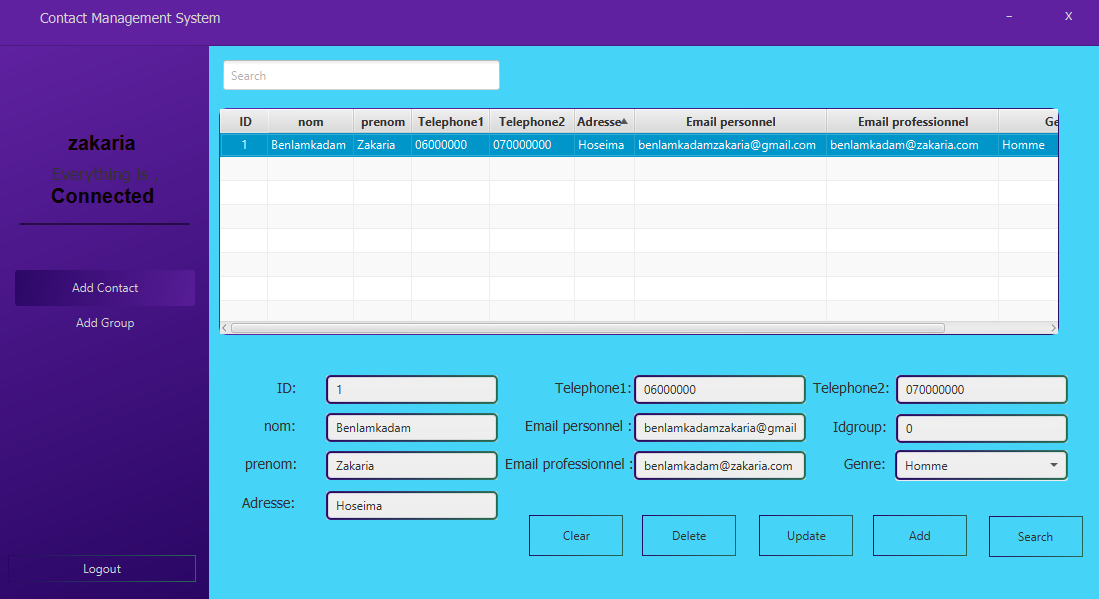 Contact Management System
– X
zakaria
Everything is .
Connected
Add Contact
Add Group
Logout
Search
ID nom prenom Telephone1 Telephone2 Adresse Email personnel Email professionnel Ge
1 Benlamkadam Zakaria 06000000 070000000 Hoseima benlamkadamzakaria@gmail.com benlamkadam@zakaria.com Homme
ID: 1 Telephone1: 06000000 Telephone2: 070000000
nom: Benlamkadam Email personnel : benlamkadamzakaria@gmail Idgroup: 0
prenom: Zakaria Email professionnel : benlamkadam@zakaria.com Genre: Homme
Adresse: Hoseima
Clear Delete Update Add Search